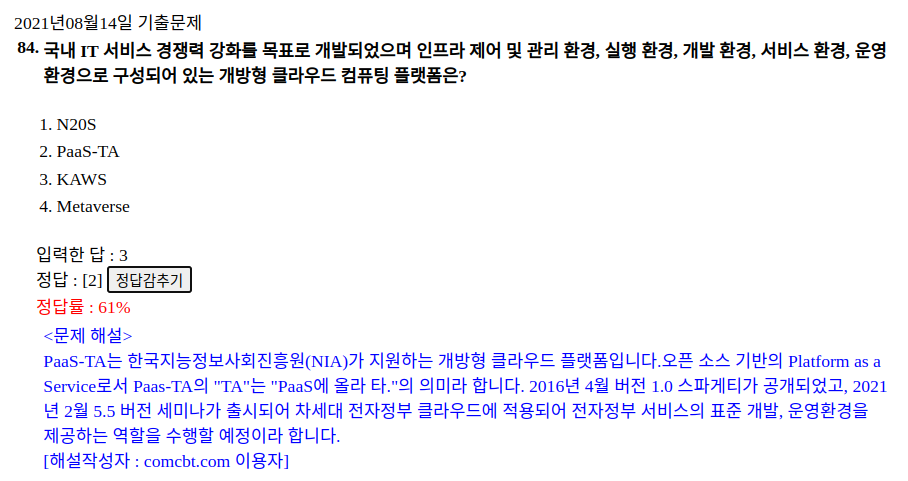 2021년08월14일 기출문제
84. 국내 IT 서비스 경쟁력 강화를 목표로 개발되었으며 인프라 제어 및 관리 환경, 실행 환경, 개발 환경, 서비스 환경, 운영
환경으로 구성되어 있는 개방형 클라우드 컴퓨팅 플랫폼은?
1. N20S
2. PaaS-TA
3. KAWS
4. Metaverse
입력한 답 : 3
정답 : [2] 정답감추기
정답률 : 61%
<문제 해설>
PaaS-TA는 한국지능정보사회진흥원(NIA)가 지원하는 개방형 클라우드 플랫폼입니다.오픈 소스 기반의 Platform as a
Service로서 Paas-TA의 "TA"는 "PaaS에 올라 타."의 의미라 합니다. 2016년 4월 버전 1.0 스파게티가 공개되었고, 2021
년 2월 5.5 버전 세미나가 출시되어 차세대 전자정부 클라우드에 적용되어 전자정부 서비스의 표준 개발, 운영환경을
제공하는 역할을 수행할 예정이라 합니다.
[해설작성자 : comcbt.com 이용자]